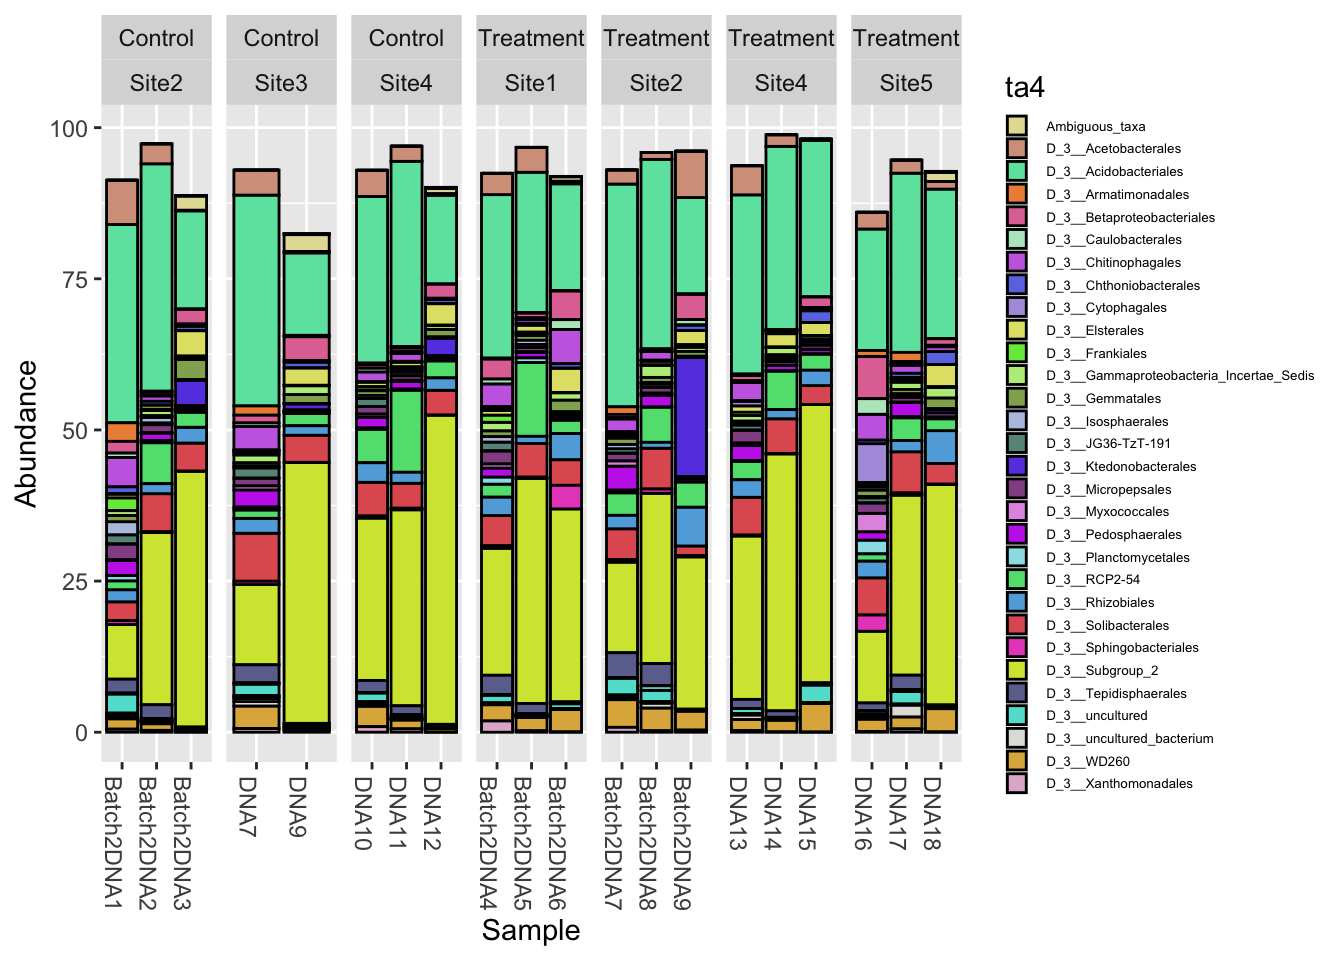 Control
Control
Control
Treatment
Treatment
Treatment
Treatment
Site2
Site3
Site4
Site1
Site2
Site4
Site5
Abundance
100
75
50
25
0
Batch2DNA1
Batch2DNA2
Batch2DNA3
DNA7
DNA9
DNA10
DNA11
DNA12
Batch2DNA4
Batch2DNA5
Batch2DNA6
Batch2DNA7
Batch2DNA8
Batch2DNA9
DNA13
DNA14
DNA15
DNA16
DNA17
DNA18
Sample
ta4
Ambiguous_taxa
D_3__Acetobacterales
D_3__Acidobacteriales
D_3__Armatimonadales
D_3__Betaproteobacteriales
D_3__Caulobacterales
D_3__Chitinophagales
D_3__Chthoniobacterales
D_3__Cytophagales
D_3__Elsterales
D_3__Frankiales
D_3__Gammaproteobacteria_Incertae_Sedis
D_3__Gemmatales
D_3__Isosphaerales
D_3__JG36-TzT-191
D_3__Ktedonobacterales
D_3__Micropepsales
D_3__Myxococcales
D_3__Pedosphaerales
D_3__Planctomycetales
D_3__RCP2-54
D_3__Rhizobiales
D_3__Solibacterales
D_3__Sphingobacteriales
D_3__Subgroup_2
D_3__Tepidisphaerales
D_3__uncultured
D_3__uncultured_bacterium
D_3__WD260
D_3__Xanthomonadales